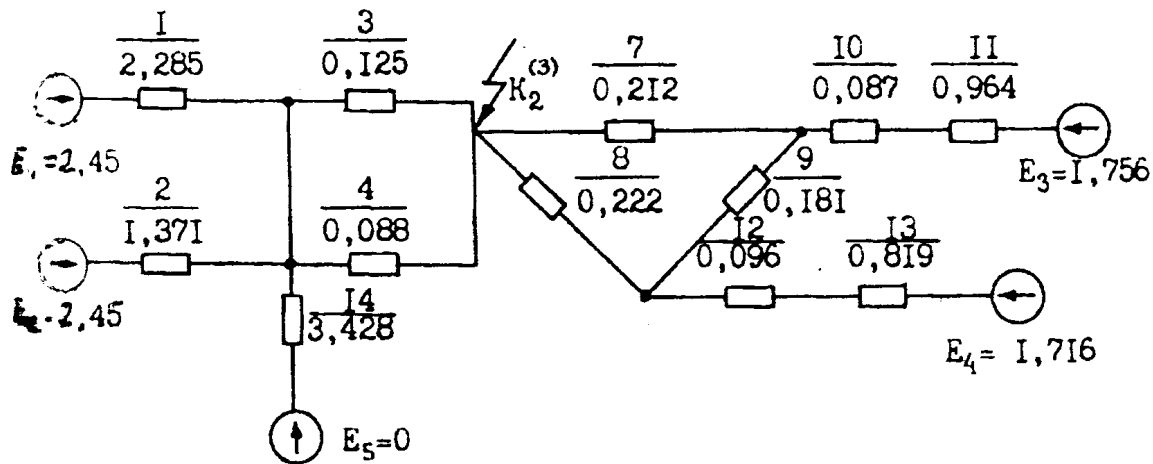 I
2,285
3
0,I25
K₂⁽³⁾
7
0,2I2
I0
0,087
II
0,964
E₁=2,45
8
0,222
9
0,I8I
E₃=I,756
2
I,37I
4
0,088
I2
0,096
I3
0,8I9
2,45
I4
3,428
E₄= I,7I6
E₅=0